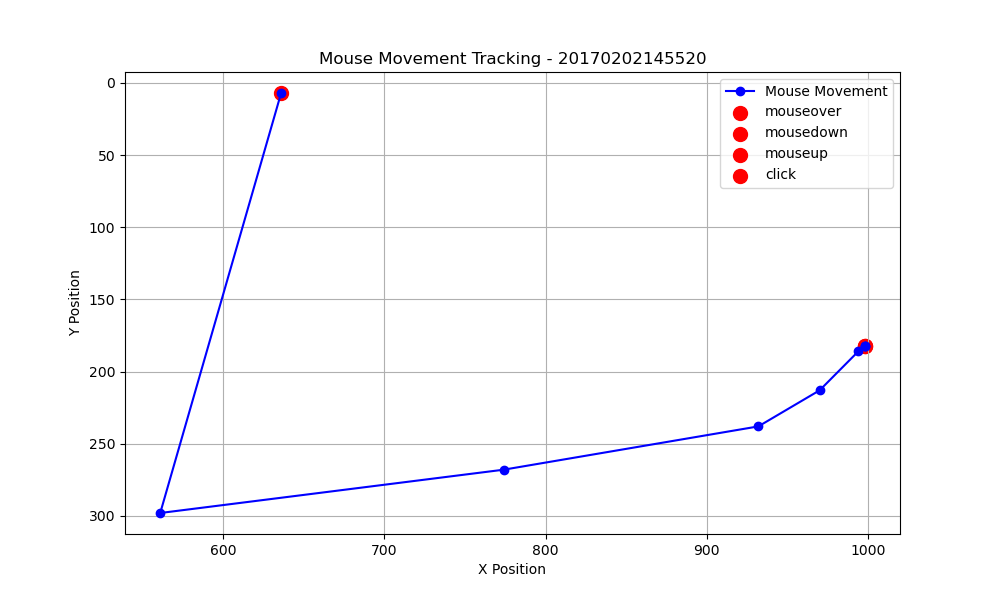 Mouse Movement Tracking - 20170202145520
Mouse Movement
mouseover
mousedown
mouseup
click
0
50
100
150
200
250
300
Y Position
600
700
800
900
1000
X Position